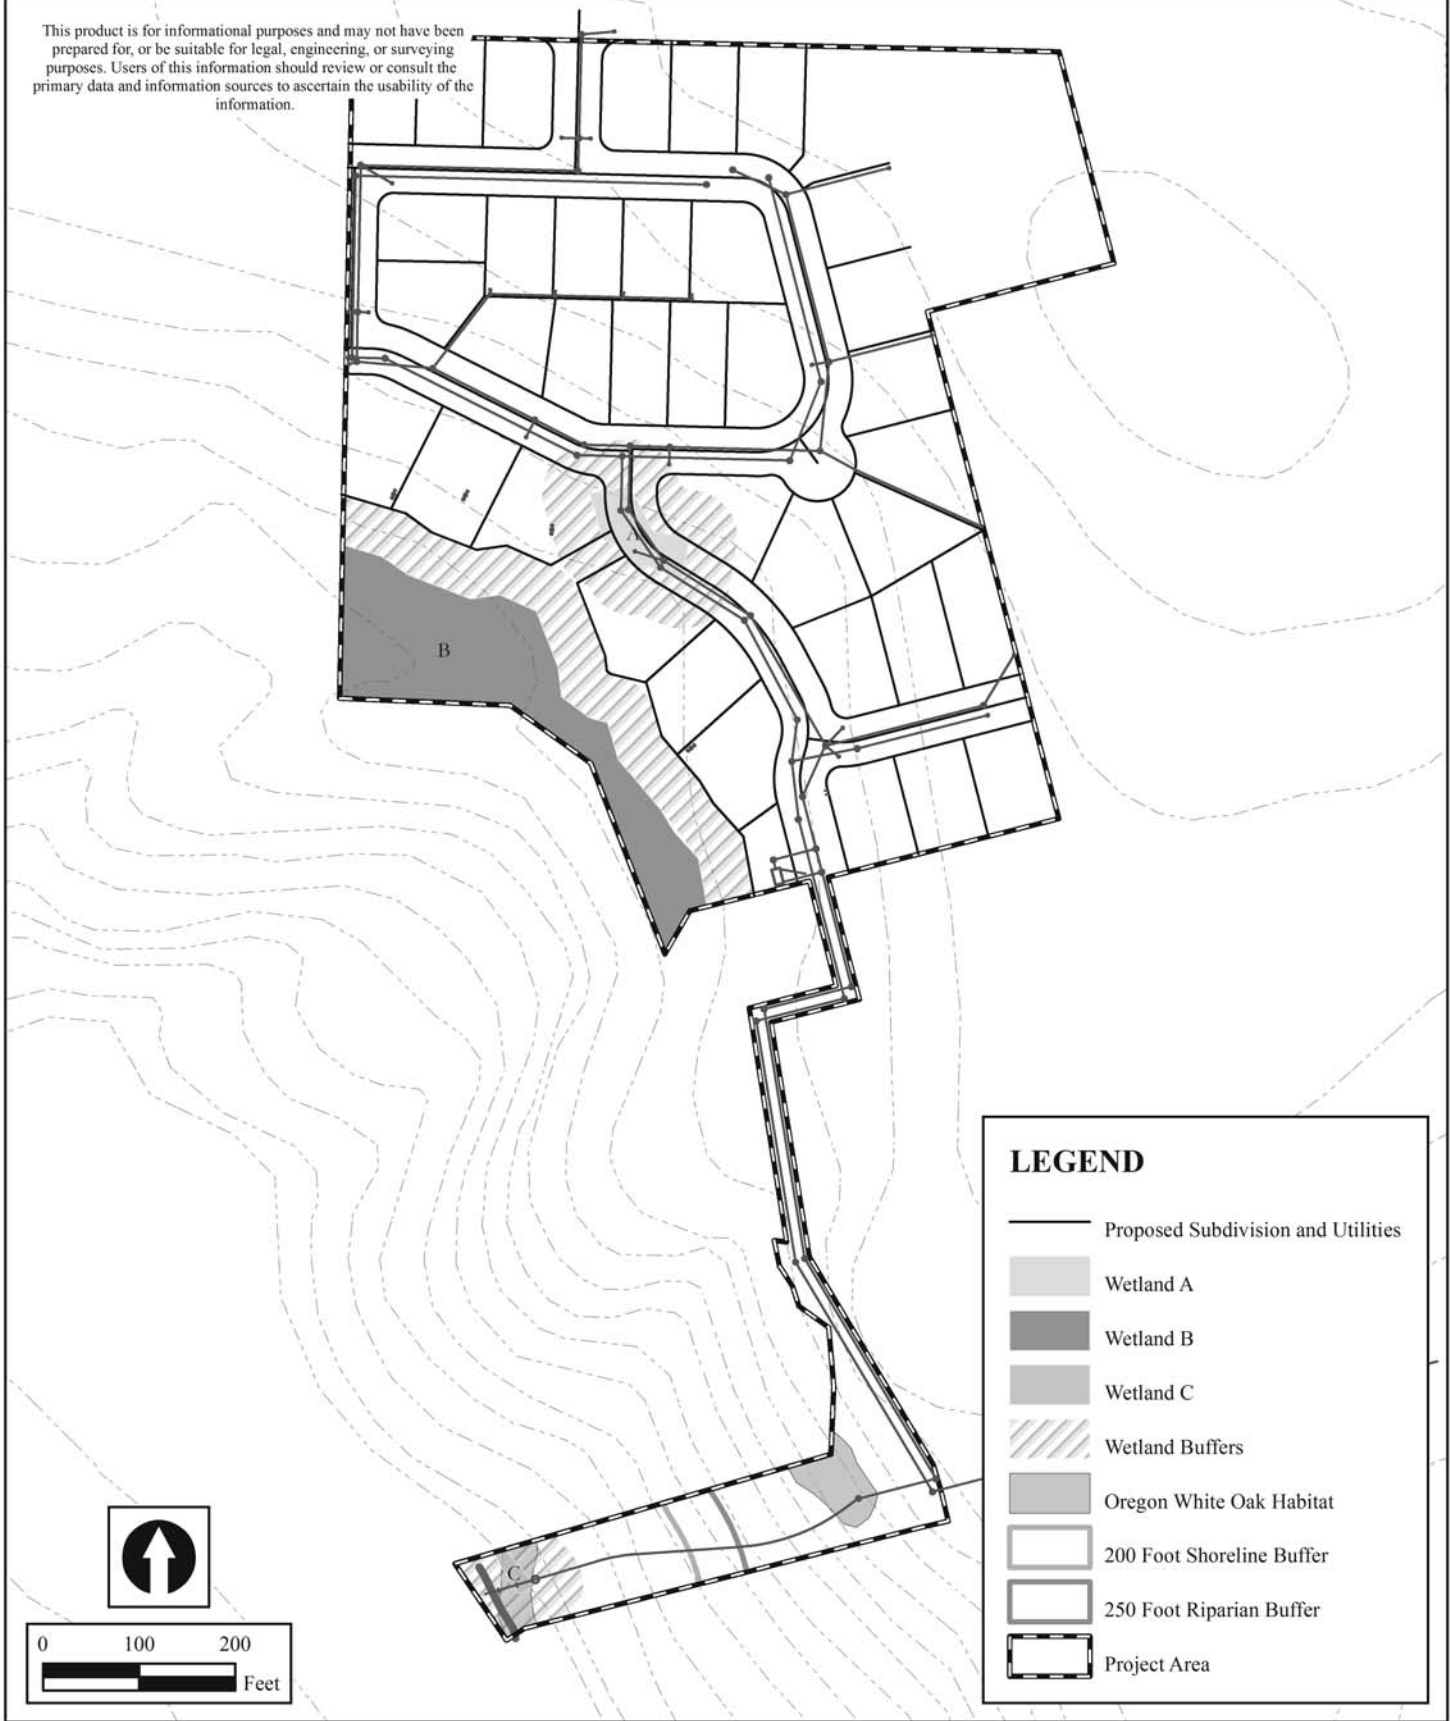 This product is for informational purposes and may not have been
prepared for, or be suitable for legal, engineering, or surveying
purposes. Users of this information should review or consult the
primary data and information sources to ascertain the usability of the
information.
A
B
C
LEGEND
Proposed Subdivision and Utilities
Wetland A
Wetland B
Wetland C
Wetland Buffers
Oregon White Oak Habitat
200 Foot Shoreline Buffer
250 Foot Riparian Buffer
Project Area
0 100 200
Feet